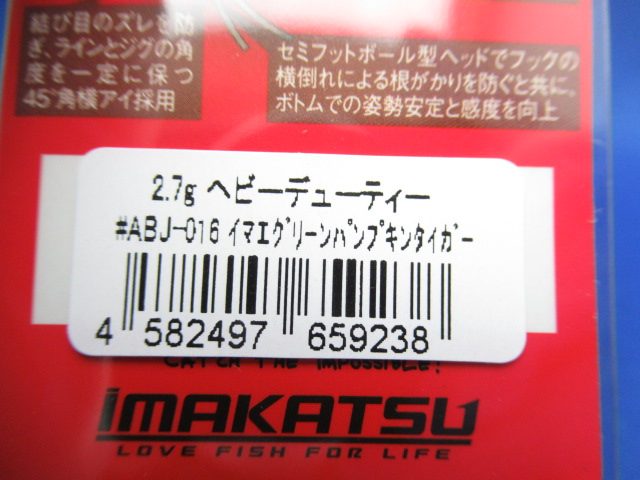 結び目のズレを防
ぎ、ラインとジグの角
度を一定に保つ
45°角横アイ採用
セミフットボール型ヘッドでフックの
横倒れによる根がかりを防ぐと共に。
ボトムでの姿勢安定と感度を向上
2.7g ヘビーデューティー
#ABJ-016 イマエグリーンパンプキンタイガー
4 582497 659238
CATCH THE IMPOSSIBLE!
IMAKATSU
LOVE FISH FOR LIFE